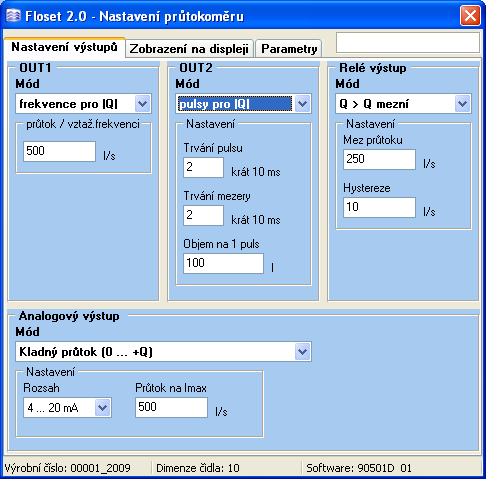 Floset 2.0 - Nastavení průtokoměru
Nastavení výstupů
Zobrazení na displeji
Parametry
OUT1
Mód
frekvence pro |Q|
průtok / vztaž.frekvenci
500 l/s
OUT2
Mód
pulsy pro |Q|
Nastavení
Trvání pulsu
2 krát 10 ms
Trvání mezery
2 krát 10 ms
Objem na 1 puls
100 l
Relé výstup
Mód
Q > Q mezní
Nastavení
Mez průtoku
250 l/s
Hystereze
10 l/s
Analogový výstup
Mód
Kladný průtok (0 ... +Q)
Nastavení
Rozsah
4 ... 20 mA
Průtok na Imax
500 l/s
Výrobní číslo: 00001_2009
Dimenze čidla: 10
Software: 90501D 01